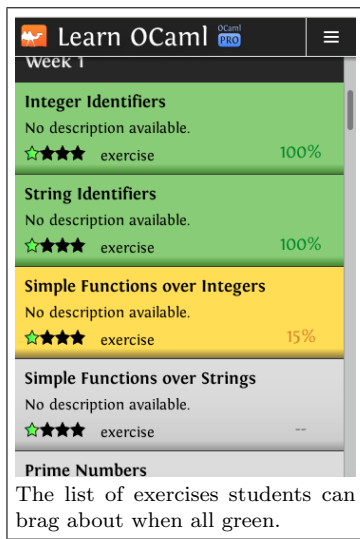 Learn OCaml OCaml PRO
Week 1
Integer Identifiers
No description available.
exercise 100%
String Identifiers
No description available.
exercise 100%
Simple Functions over Integers
No description available.
exercise 15%
Simple Functions over Strings
No description available.
exercise --
Prime Numbers
The list of exercises students can
brag about when all green.